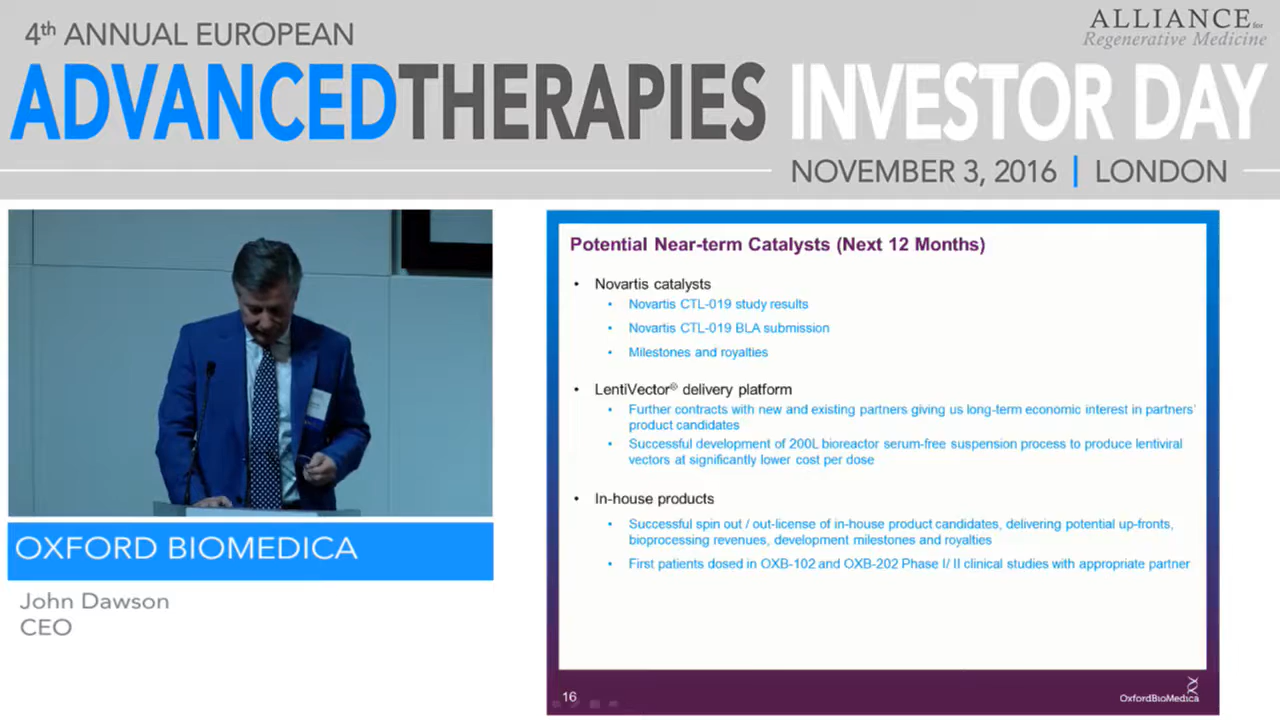 4th ANNUAL EUROPEAN
ADVANCEDTHERAPIES INVESTOR DAY
ALLIANCE for
Regenerative Medicine
NOVEMBER 3, 2016 | LONDON
OXFORD BIOMEDICA
John Dawson
CEO
Potential Near-term Catalysts (Next 12 Months)
• Novartis catalysts
• Novartis CTL-019 study results
• Novartis CTL-019 BLA submission
• Milestones and royalties
• LentiVector® delivery platform
• Further contracts with new and existing partners giving us long-term economic interest in partners'
product candidates
• Successful development of 200L bioreactor serum-free suspension process to produce lentiviral
vectors at significantly lower cost per dose
• In-house products
• Successful spin out / out-license of in-house product candidates, delivering potential up-fronts,
bioprocessing revenues, development milestones and royalties
• First patients dosed in OXB-102 and OXB-202 Phase I/ II clinical studies with appropriate partner
16
OxfordBioMedica